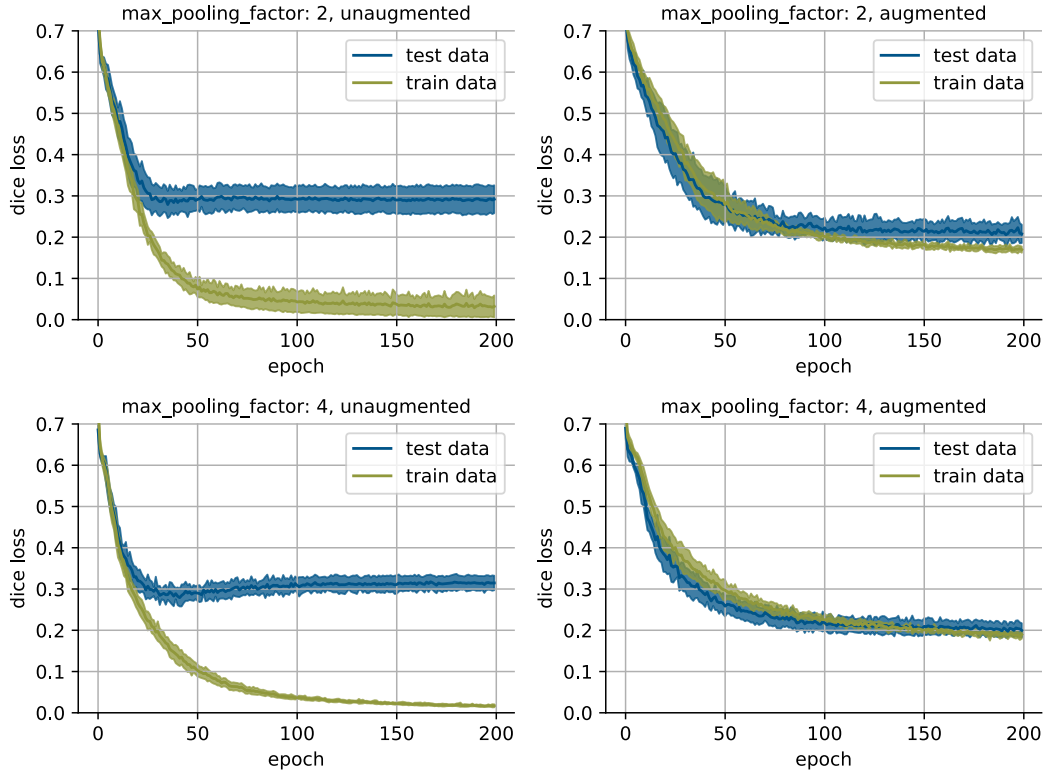 max_pooling_factor: 2, unaugmented
0.7
0.6
0.5
0.4
0.3
0.2
0.1
0.0
dice loss
test data
train data
0 50 100 150 200
epoch
max_pooling_factor: 2, augmented
0.7
0.6
0.5
0.4
0.3
0.2
0.1
0.0
dice loss
test data
train data
0 50 100 150 200
epoch
max_pooling_factor: 4, unaugmented
0.7
0.6
0.5
0.4
0.3
0.2
0.1
0.0
dice loss
test data
train data
0 50 100 150 200
epoch
max_pooling_factor: 4, augmented
0.7
0.6
0.5
0.4
0.3
0.2
0.1
0.0
dice loss
test data
train data
0 50 100 150 200
epoch